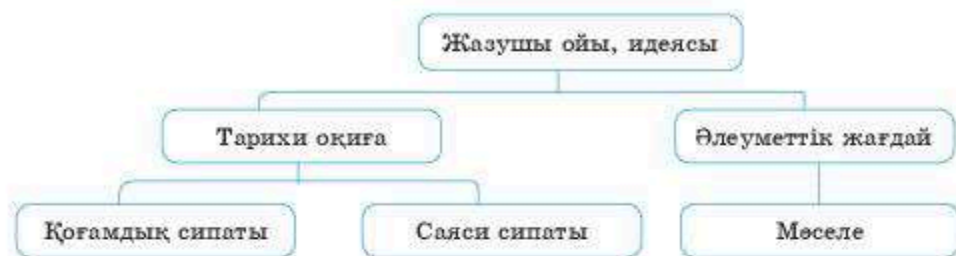 Жазушы ойы, идеясы
Тарихи оқиға
Әлеуметтік жағдай
Қоғамдық сипаты
Саяси сипаты
Мәселе